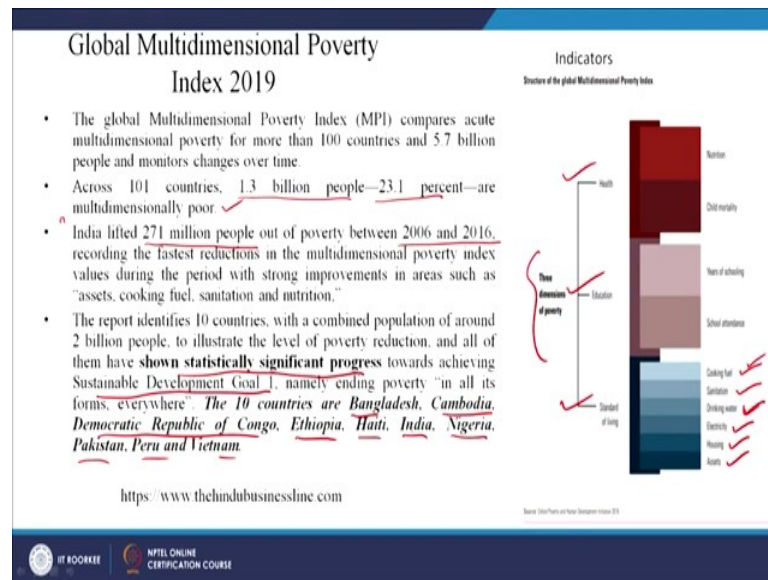 Global Multidimensional Poverty
Index 2019
• The global Multidimensional Poverty Index (MPI) compares acute
multidimensional poverty for more than 100 countries and 5.7 billion
people and monitors changes over time.
• Across 101 countries, 1.3 billion people—23.1 percent—are
multidimensionally poor.
• India lifted 271 million people out of poverty between 2006 and 2016,
recording the fastest reductions in the multidimensional poverty index
values during the period with strong improvements in areas such as
“assets, cooking fuel, sanitation and nutrition.”
• The report identifies 10 countries, with a combined population of around
2 billion people, to illustrate the level of poverty reduction, and all of
them have shown statistically significant progress towards achieving
Sustainable Development Goal 1, namely ending poverty “in all its
forms, everywhere”. The 10 countries are Bangladesh, Cambodia,
Democratic Republic of Congo, Ethiopia, Haiti, India, Nigeria,
Pakistan, Peru and Vietnam.
https://www.thehindubusinessline.com
Indicators
Structure of the global Multidimensional Poverty Index
Three
dimensions
of poverty
Health
Education
Standard
of living
Nutrition
Child mortality
Years of schooling
School attendance
Cooking fuel
Sanitation
Drinking water
Electricity
Housing
Assets
Source: Oxford Poverty and Human Development Initiative 2018
IIT ROORKEE
NPTEL ONLINE
CERTIFICATION COURSE